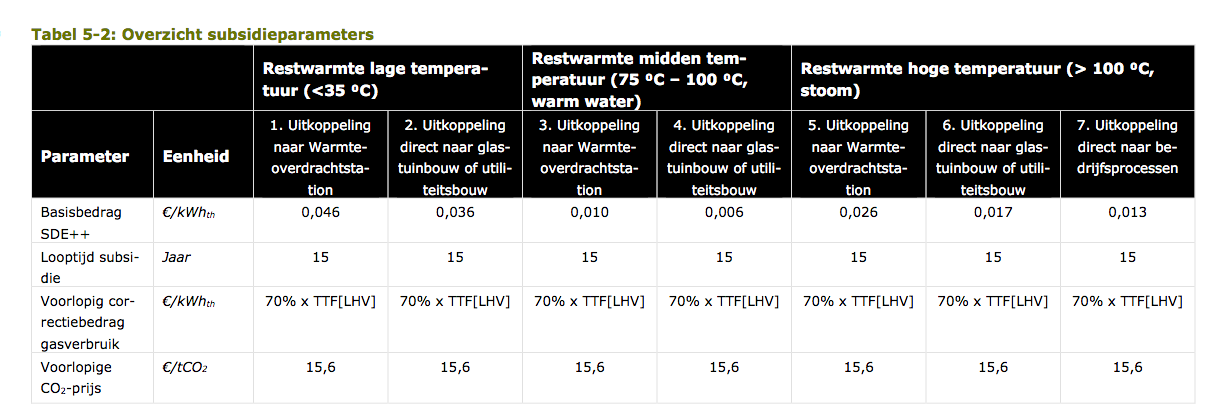 Tabel 5-2: Overzicht subsidieparameters
Restwarmte lage tempera-
tuur (<35 ºC)
Restwarmte midden tem-
peratuur (75 ºC – 100 ºC,
warm water)
Restwarmte hoge temperatuur (> 100 ºC,
stoom)
Parameter
Eenheid
1. Uitkoppeling
naar Warmte-
overdrachtsta-
tion
2. Uitkoppeling
direct naar glas-
tuinbouw of utili-
teitsbouw
3. Uitkoppeling
naar Warmte-
overdrachtsta-
tion
4. Uitkoppeling
direct naar glas-
tuinbouw of utili-
teitsbouw
5. Uitkoppeling
naar Warmte-
overdrachtsta-
tion
6. Uitkoppeling
direct naar glas-
tuinbouw of utili-
teitsbouw
7. Uitkoppeling
direct naar be-
drijfsprocessen
Basisbedrag
SDE++
€/kWhth
0,046
0,036
0,010
0,006
0,026
0,017
0,013
Looptijd subsi-
die
Jaar
15
15
15
15
15
15
15
Voorlopig cor-
rectiebedrag
gasverbruik
€/kWhth
70% x TTF[LHV]
70% x TTF[LHV]
70% x TTF[LHV]
70% x TTF[LHV]
70% x TTF[LHV]
70% x TTF[LHV]
70% x TTF[LHV]
Voorlopige
CO2-prijs
€/tCO2
15,6
15,6
15,6
15,6
15,6
15,6
15,6